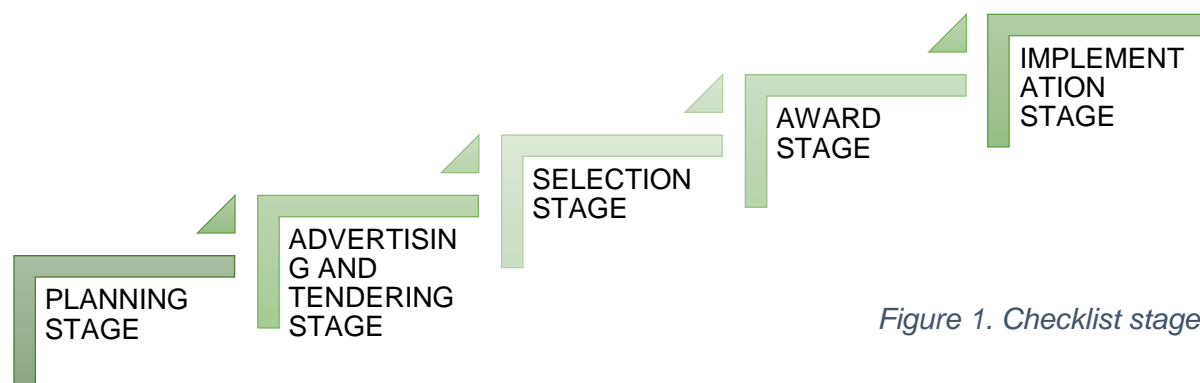 PLANNING
STAGE
ADVERTISIN
G AND
TENDERING
STAGE
SELECTION
STAGE
AWARD
STAGE
IMPLEMENT
ATION
STAGE
Figure 1. Checklist stage